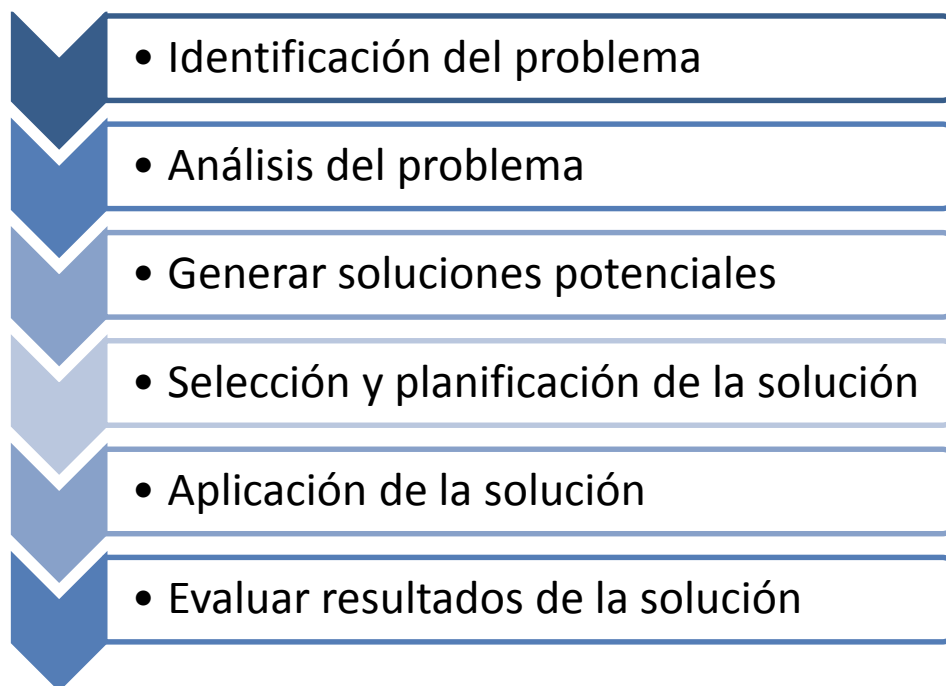 • Identificación del problema
• Análisis del problema
• Generar soluciones potenciales
• Selección y planificación de la solución
• Aplicación de la solución
• Evaluar resultados de la solución